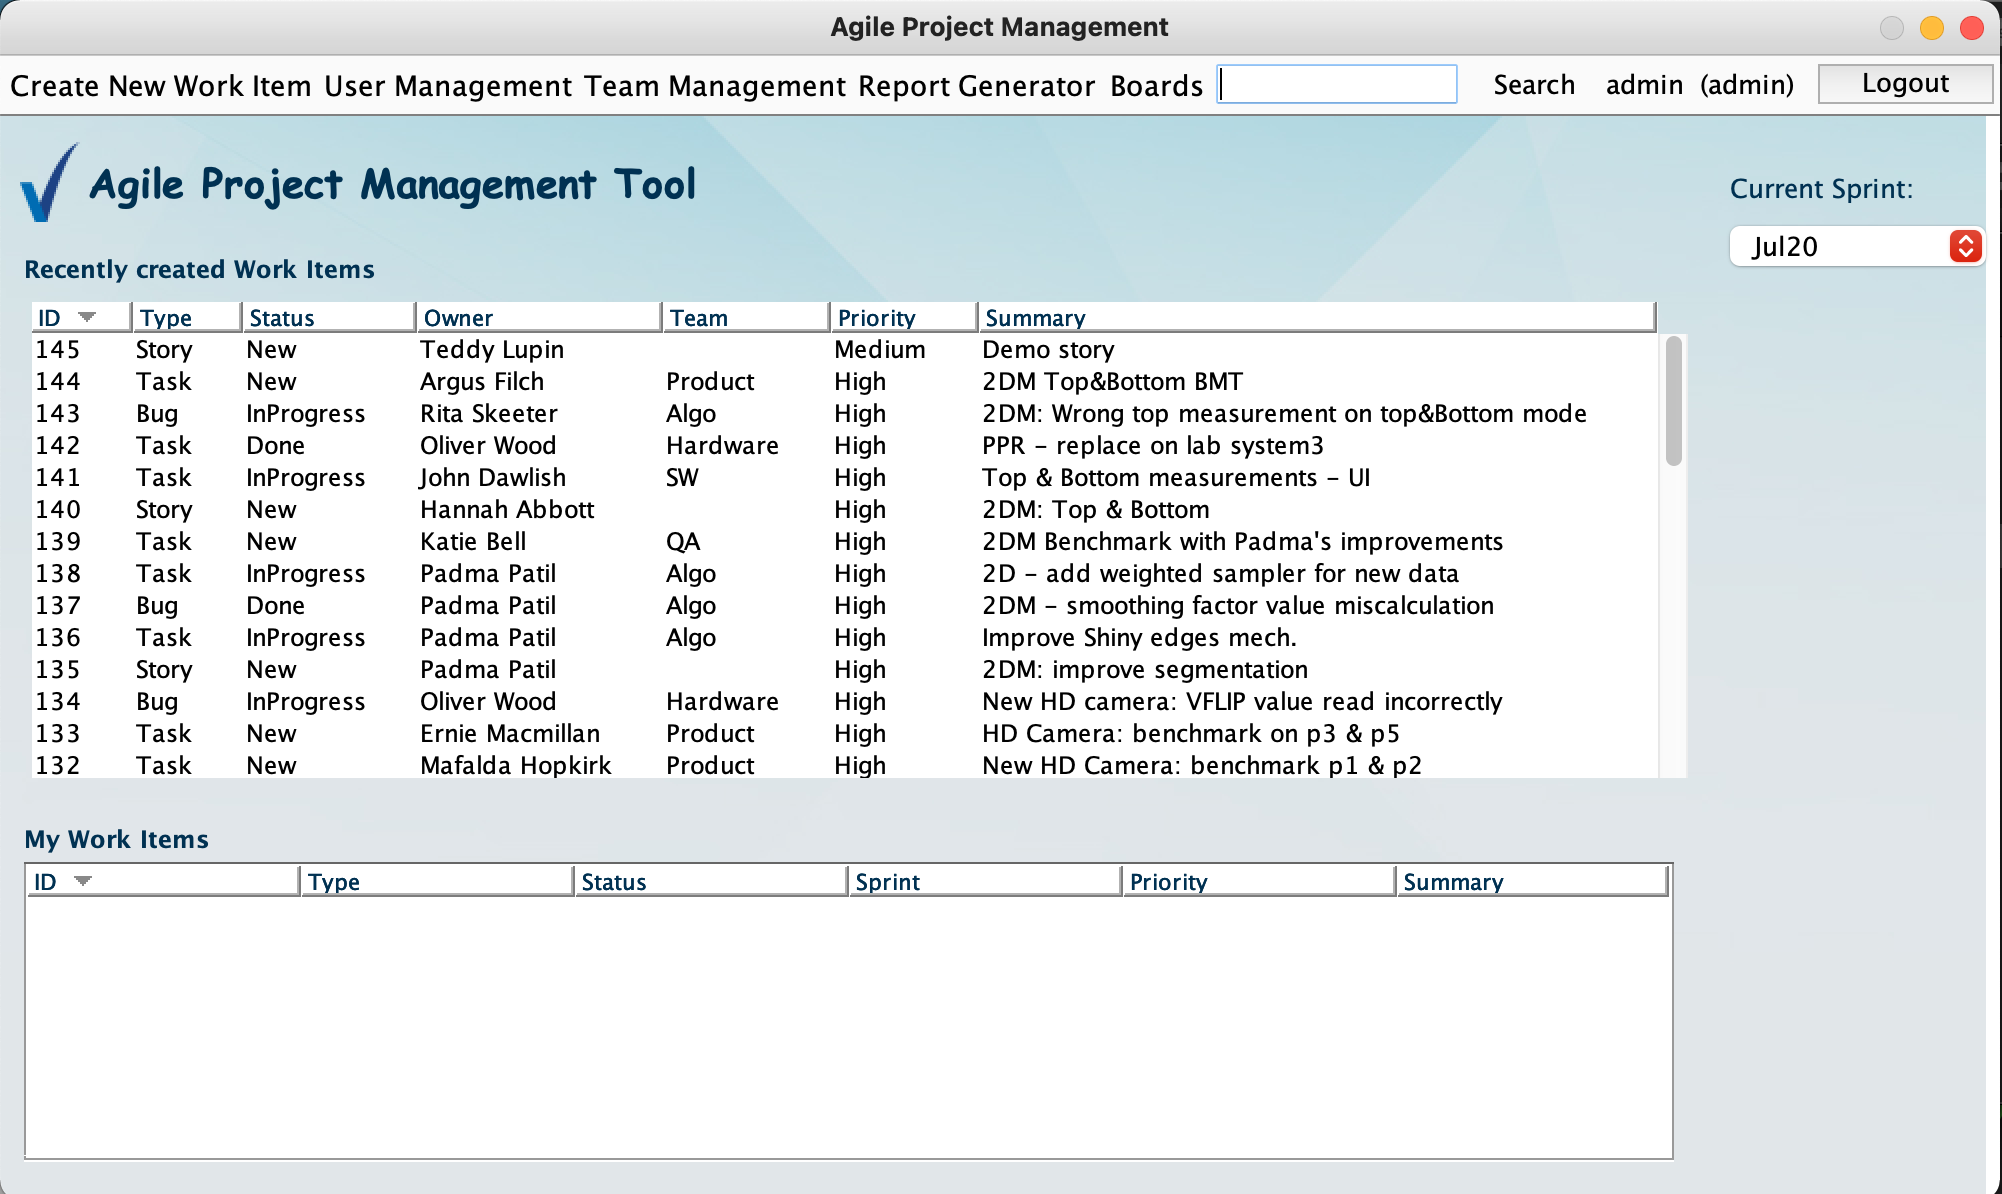 Agile Project Management
Create New Work Item User Management Team Management Report Generator Boards Search admin (admin) Logout
Agile Project Management Tool
Current Sprint:
Jul20
Recently created Work Items
ID Type Status Owner Team Priority Summary
145 Story New Teddy Lupin Medium Demo story
144 Task New Argus Filch Product High 2DM Top&Bottom BMT
143 Bug InProgress Rita Skeeter Algo High 2DM: Wrong top measurement on top&Bottom mode
142 Task Done Oliver Wood Hardware High PPR - replace on lab system3
141 Task InProgress John Dawlish SW High Top & Bottom measurements - UI
140 Story New Hannah Abbott High 2DM: Top & Bottom
139 Task New Katie Bell QA High 2DM Benchmark with Padma's improvements
138 Task InProgress Padma Patil Algo High 2D - add weighted sampler for new data
137 Bug Done Padma Patil Algo High 2DM - smoothing factor value miscalculation
136 Task InProgress Padma Patil Algo High Improve Shiny edges mech.
135 Story New Padma Patil High 2DM: improve segmentation
134 Bug InProgress Oliver Wood Hardware High New HD camera: VFLIP value read incorrectly
133 Task New Ernie Macmillan Product High HD Camera: benchmark on p3 & p5
132 Task New Mafalda Hopkirk Product High New HD Camera: benchmark p1 & p2
My Work Items
ID Type Status Sprint Priority Summary